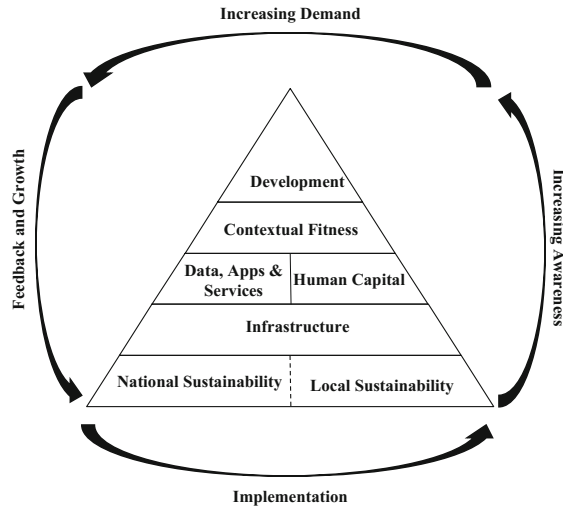 Increasing Demand
Feedback and Growth
Increasing Awareness
Development
Contextual Fitness
Data, Apps &
Services
Human Capital
Infrastructure
National Sustainability
Local Sustainability
Implementation